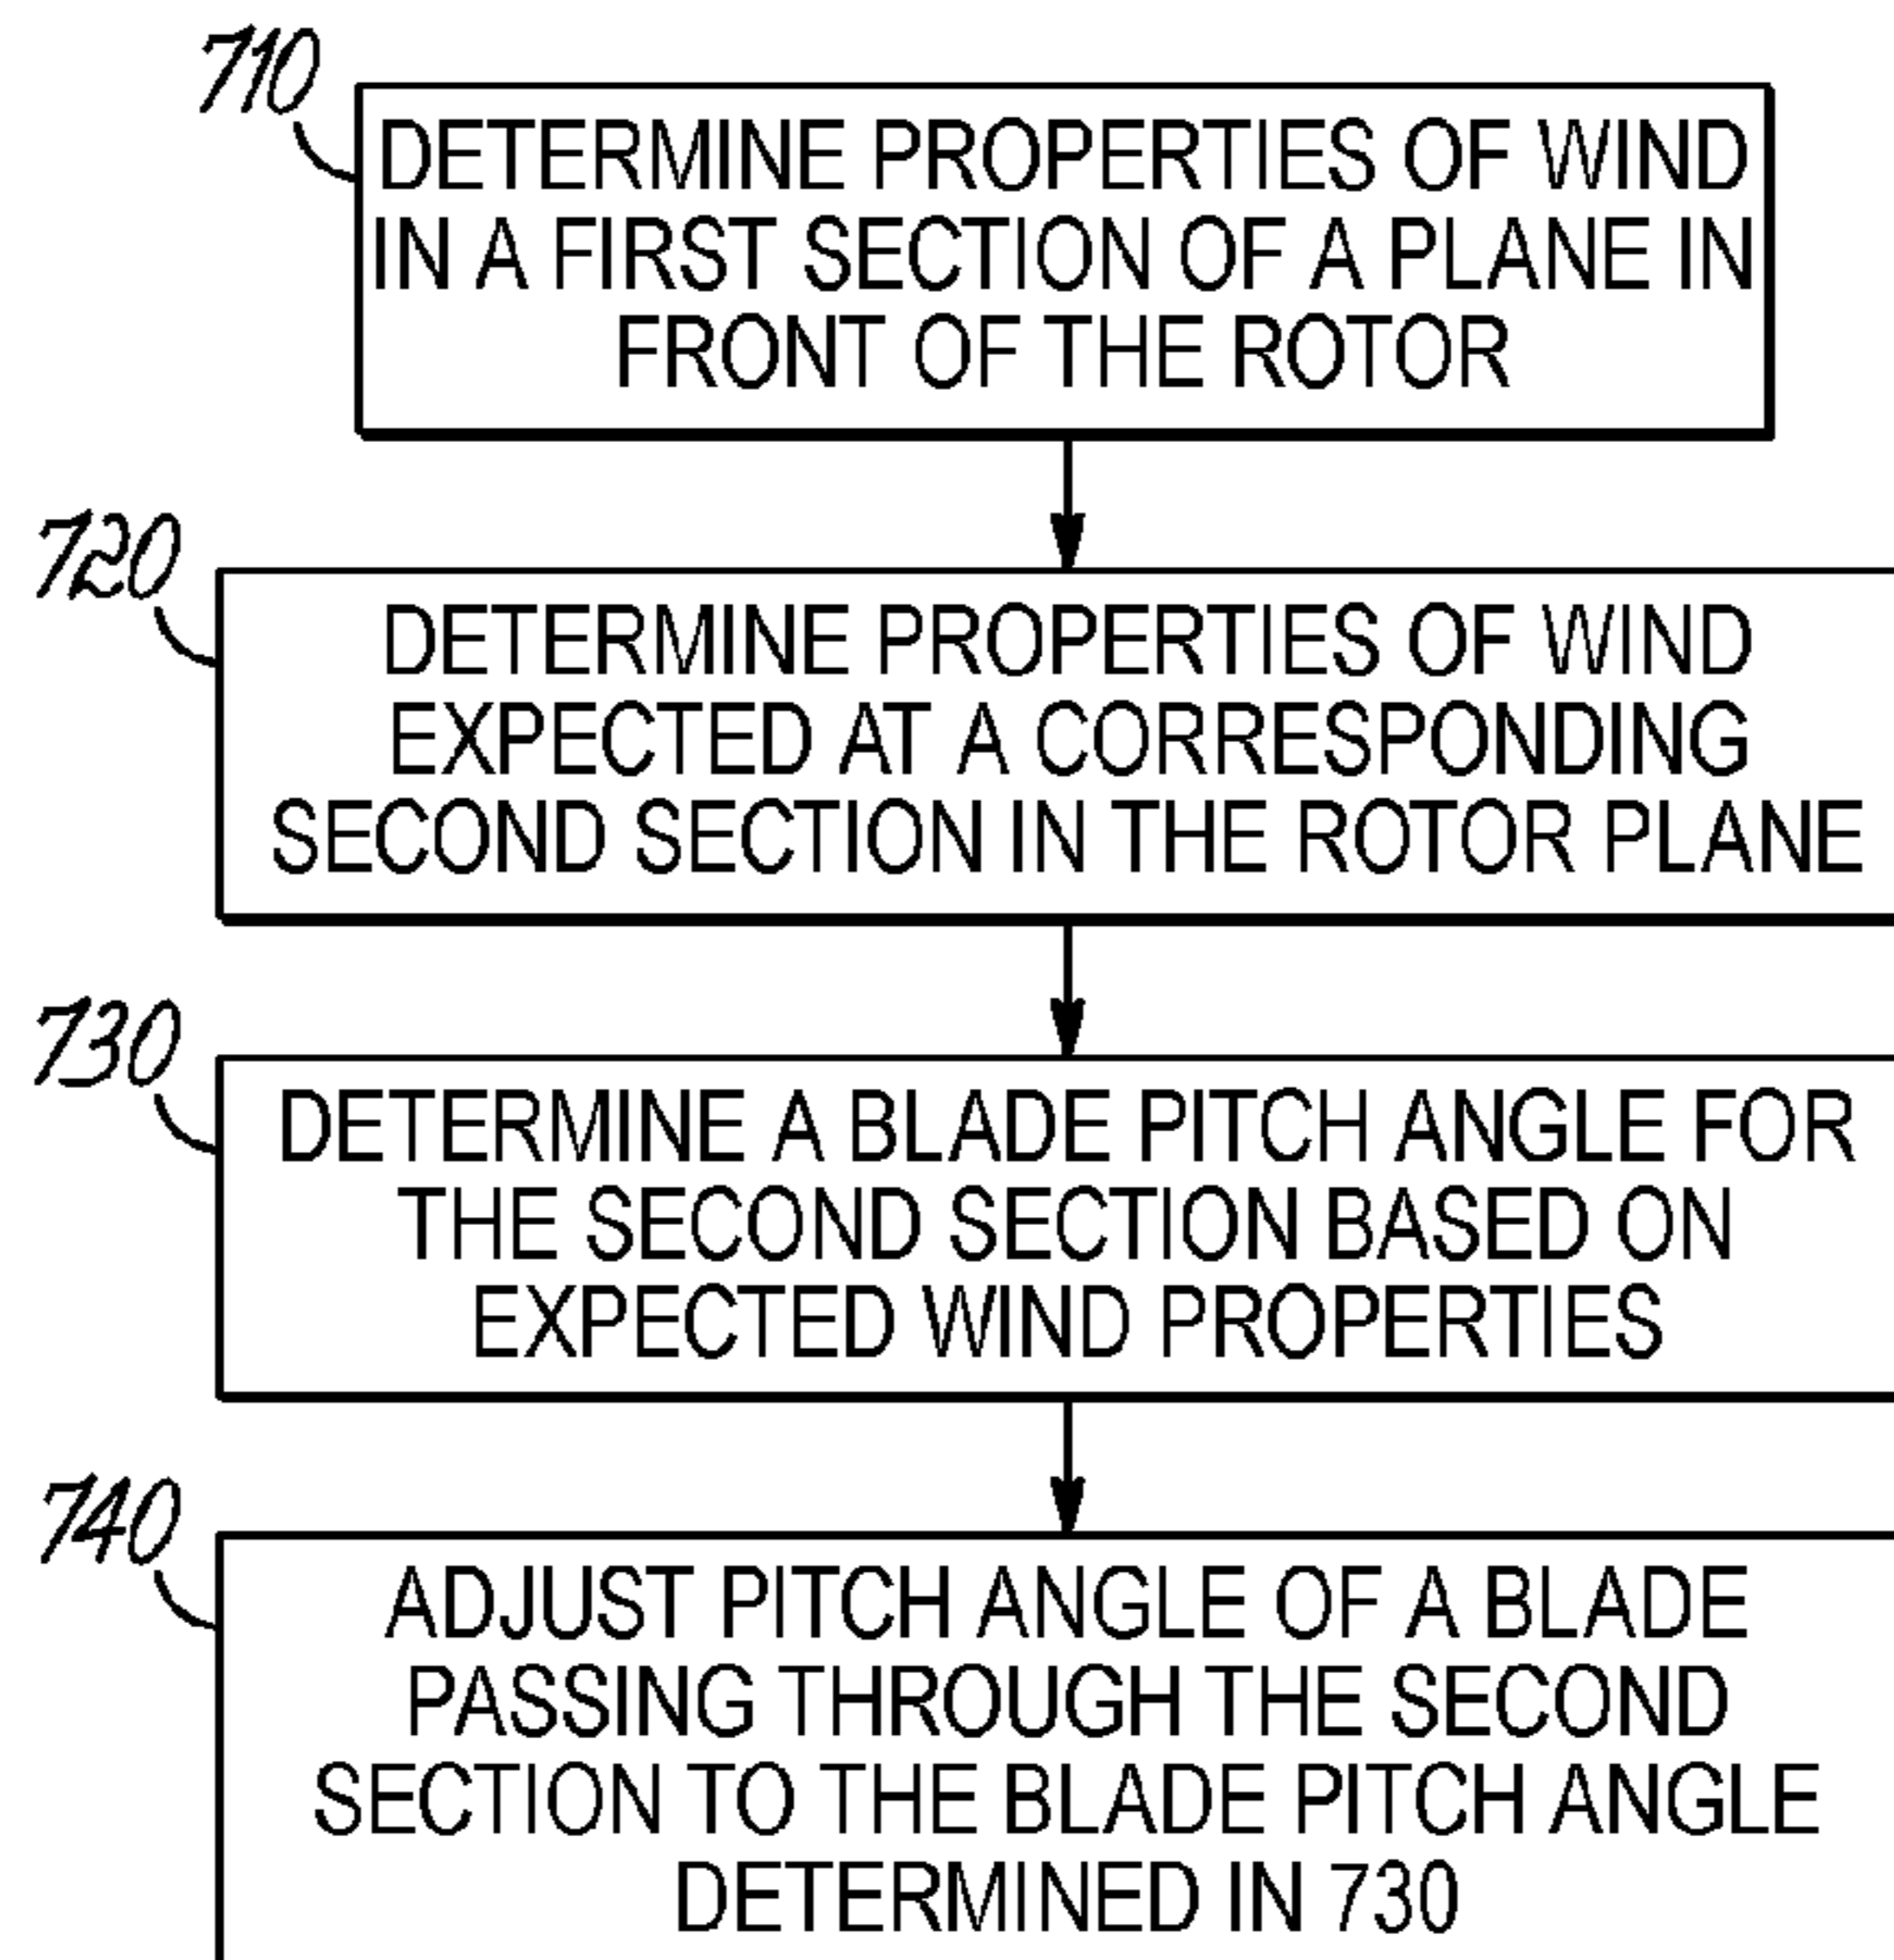 710
DETERMINE PROPERTIES OF WIND
IN A FIRST SECTION OF A PLANE IN
FRONT OF THE ROTOR
720
DETERMINE PROPERTIES OF WIND
EXPECTED AT A CORRESPONDING
SECOND SECTION IN THE ROTOR PLANE
730
DETERMINE A BLADE PITCH ANGLE FOR
THE SECOND SECTION BASED ON
EXPECTED WIND PROPERTIES
740
ADJUST PITCH ANGLE OF A BLADE
PASSING THROUGH THE SECOND
SECTION TO THE BLADE PITCH ANGLE
DETERMINED IN 730